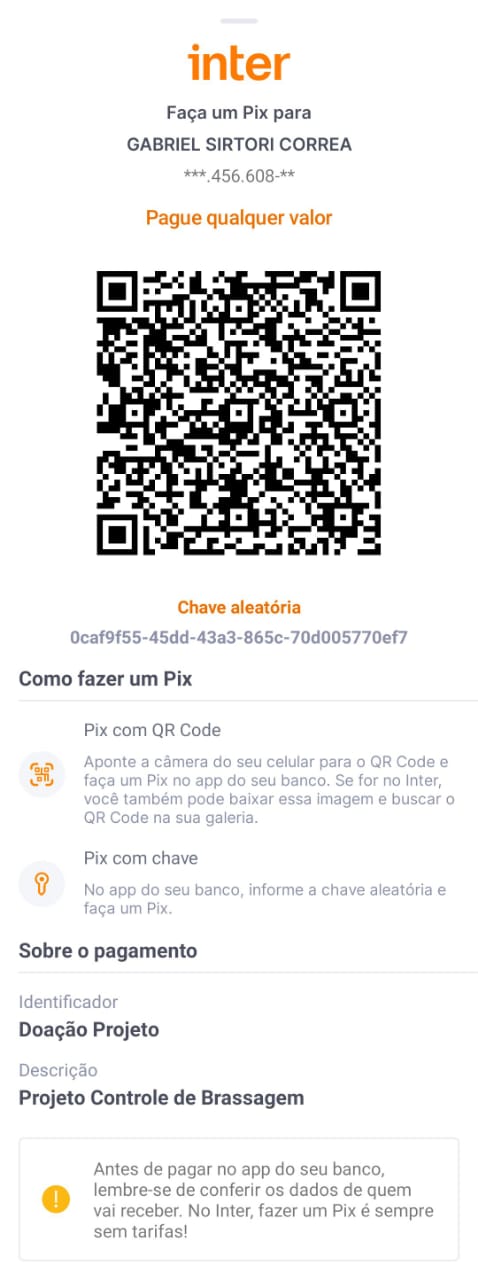 inter
Faça um Pix para
GABRIEL SIRTORI CORREA
***.456.608-**
Pague qualquer valor
Chave aleatória
0caf9f55-45dd-43a3-865c-70d005770ef7
Como fazer um Pix
Pix com QR Code
Aponte a câmera do seu celular para o QR Code e
faça um Pix no app do seu banco. Se for no Inter,
você também pode baixar essa imagem e buscar o
QR Code na sua galeria.
Pix com chave
No app do seu banco, informe a chave aleatória e
faça um Pix.
Sobre o pagamento
Identificador
Doação Projeto
Descrição
Projeto Controle de Brassagem
Antes de pagar no app do seu banco,
lembre-se de conferir os dados de quem
vai receber. No Inter, fazer um Pix é sempre
sem tarifas!